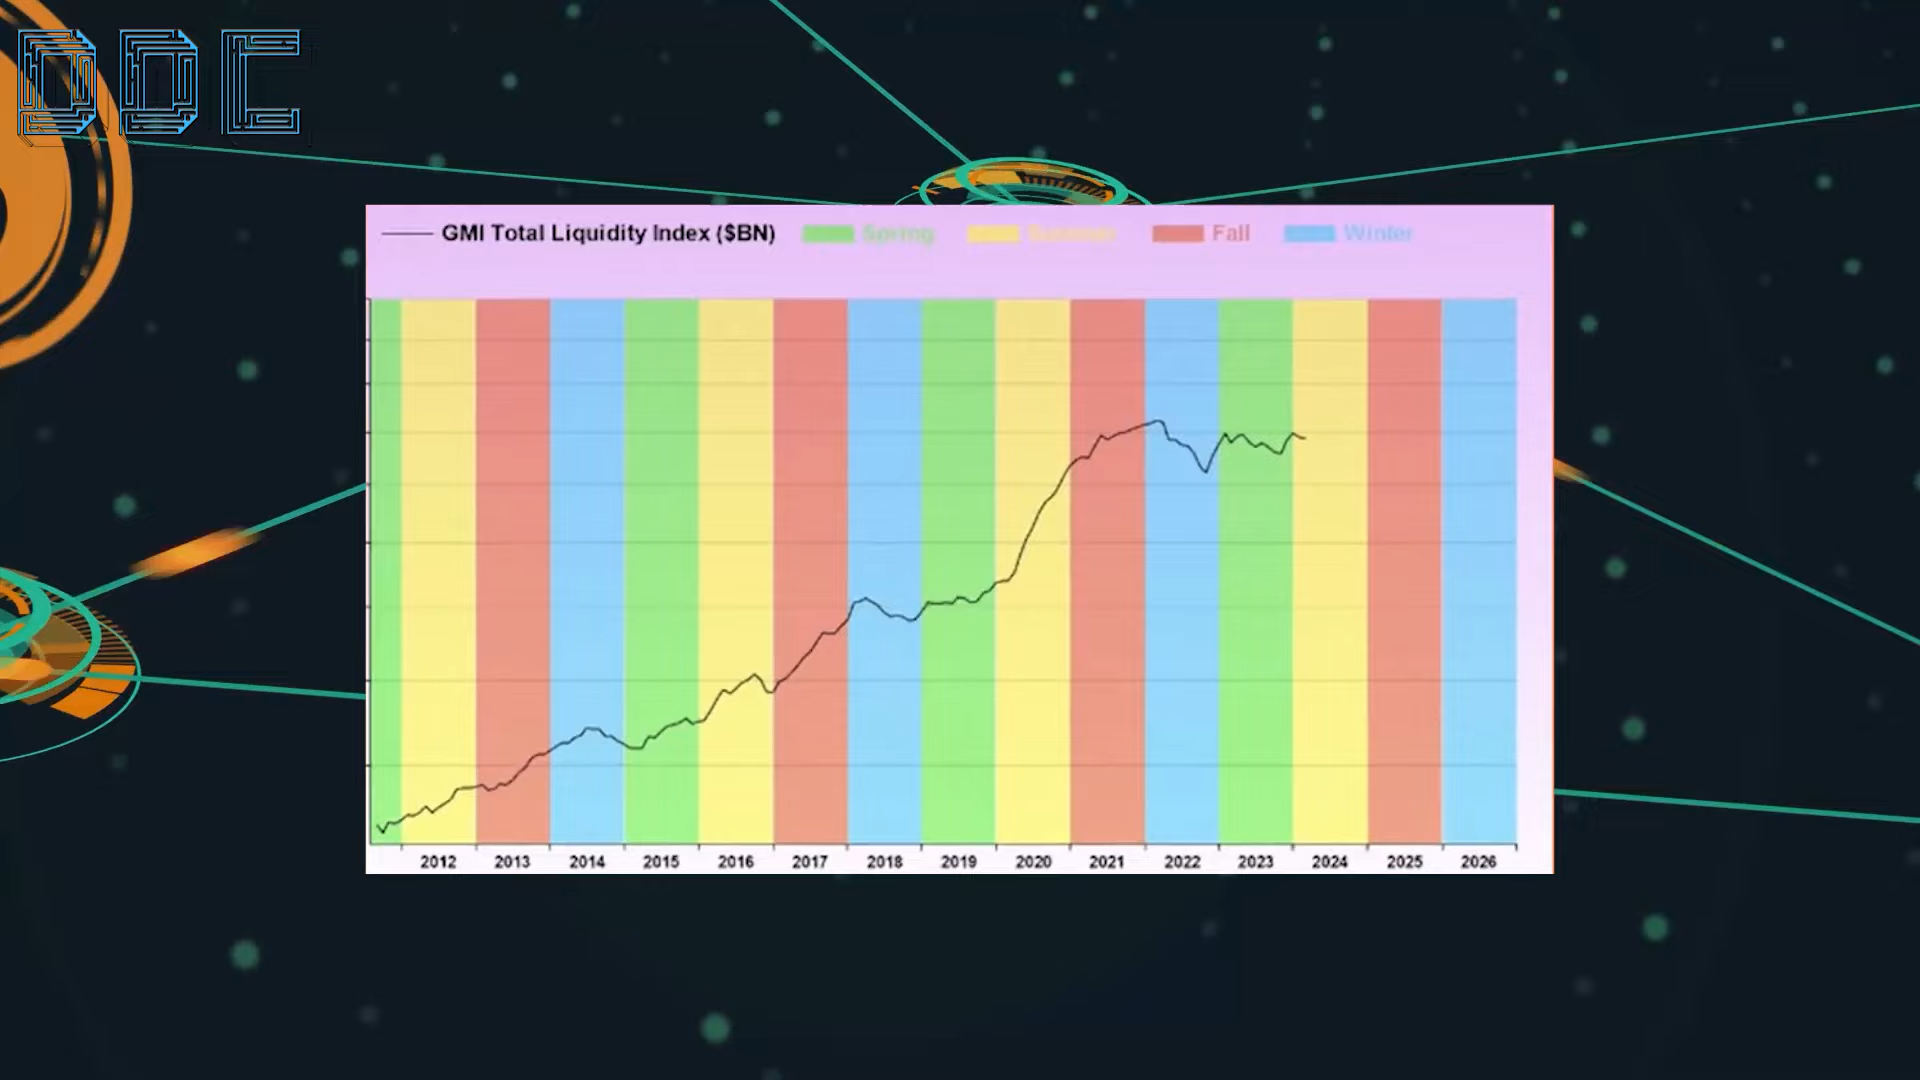 DDC
GMI Total Liquidity Index ($BN) Spring Summer Fall Winter
2012 2013 2014 2015 2016 2017 2018 2019 2020 2021 2022 2023 2024 2025 2026